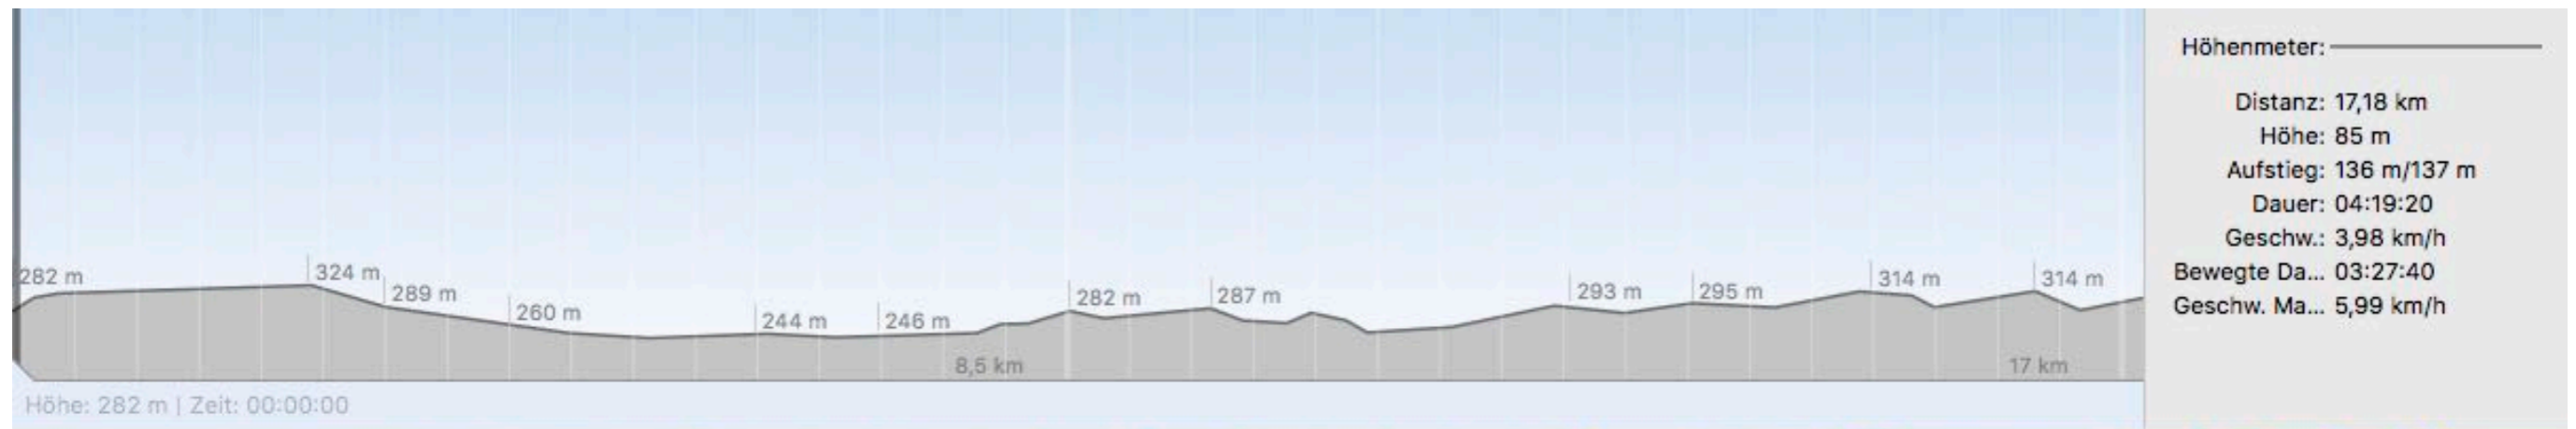 282 m
324 m
289 m
260 m
244 m
246 m
282 m
287 m
293 m
295 m
314 m
314 m
8,5 km
17 km
Höhe: 282 m | Zeit: 00:00:00
Höhenmeter:
Distanz: 17,18 km
Höhe: 85 m
Aufstieg: 136 m/137 m
Dauer: 04:19:20
Geschw.: 3,98 km/h
Bewegte Da... 03:27:40
Geschw. Ma... 5,99 km/h